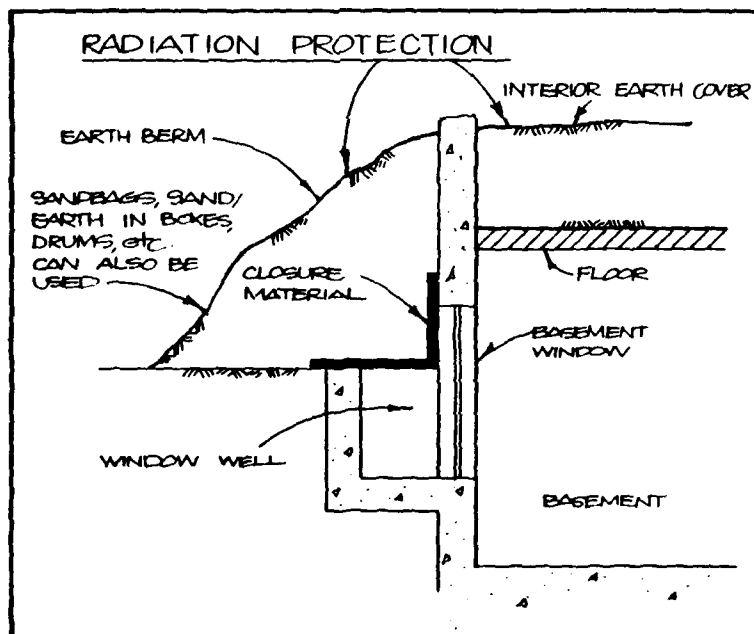 RADIATION PROTECTION
INTERIOR EARTH COVER
EARTH BERM
SANDBAGS, SAND/
EARTH IN BOXES,
DRUMS, etc.
CAN ALSO BE
USED
CLOSURE
MATERIAL
FLOOR
BASEMENT
WINDOW
WINDOW WELL
BASEMENT